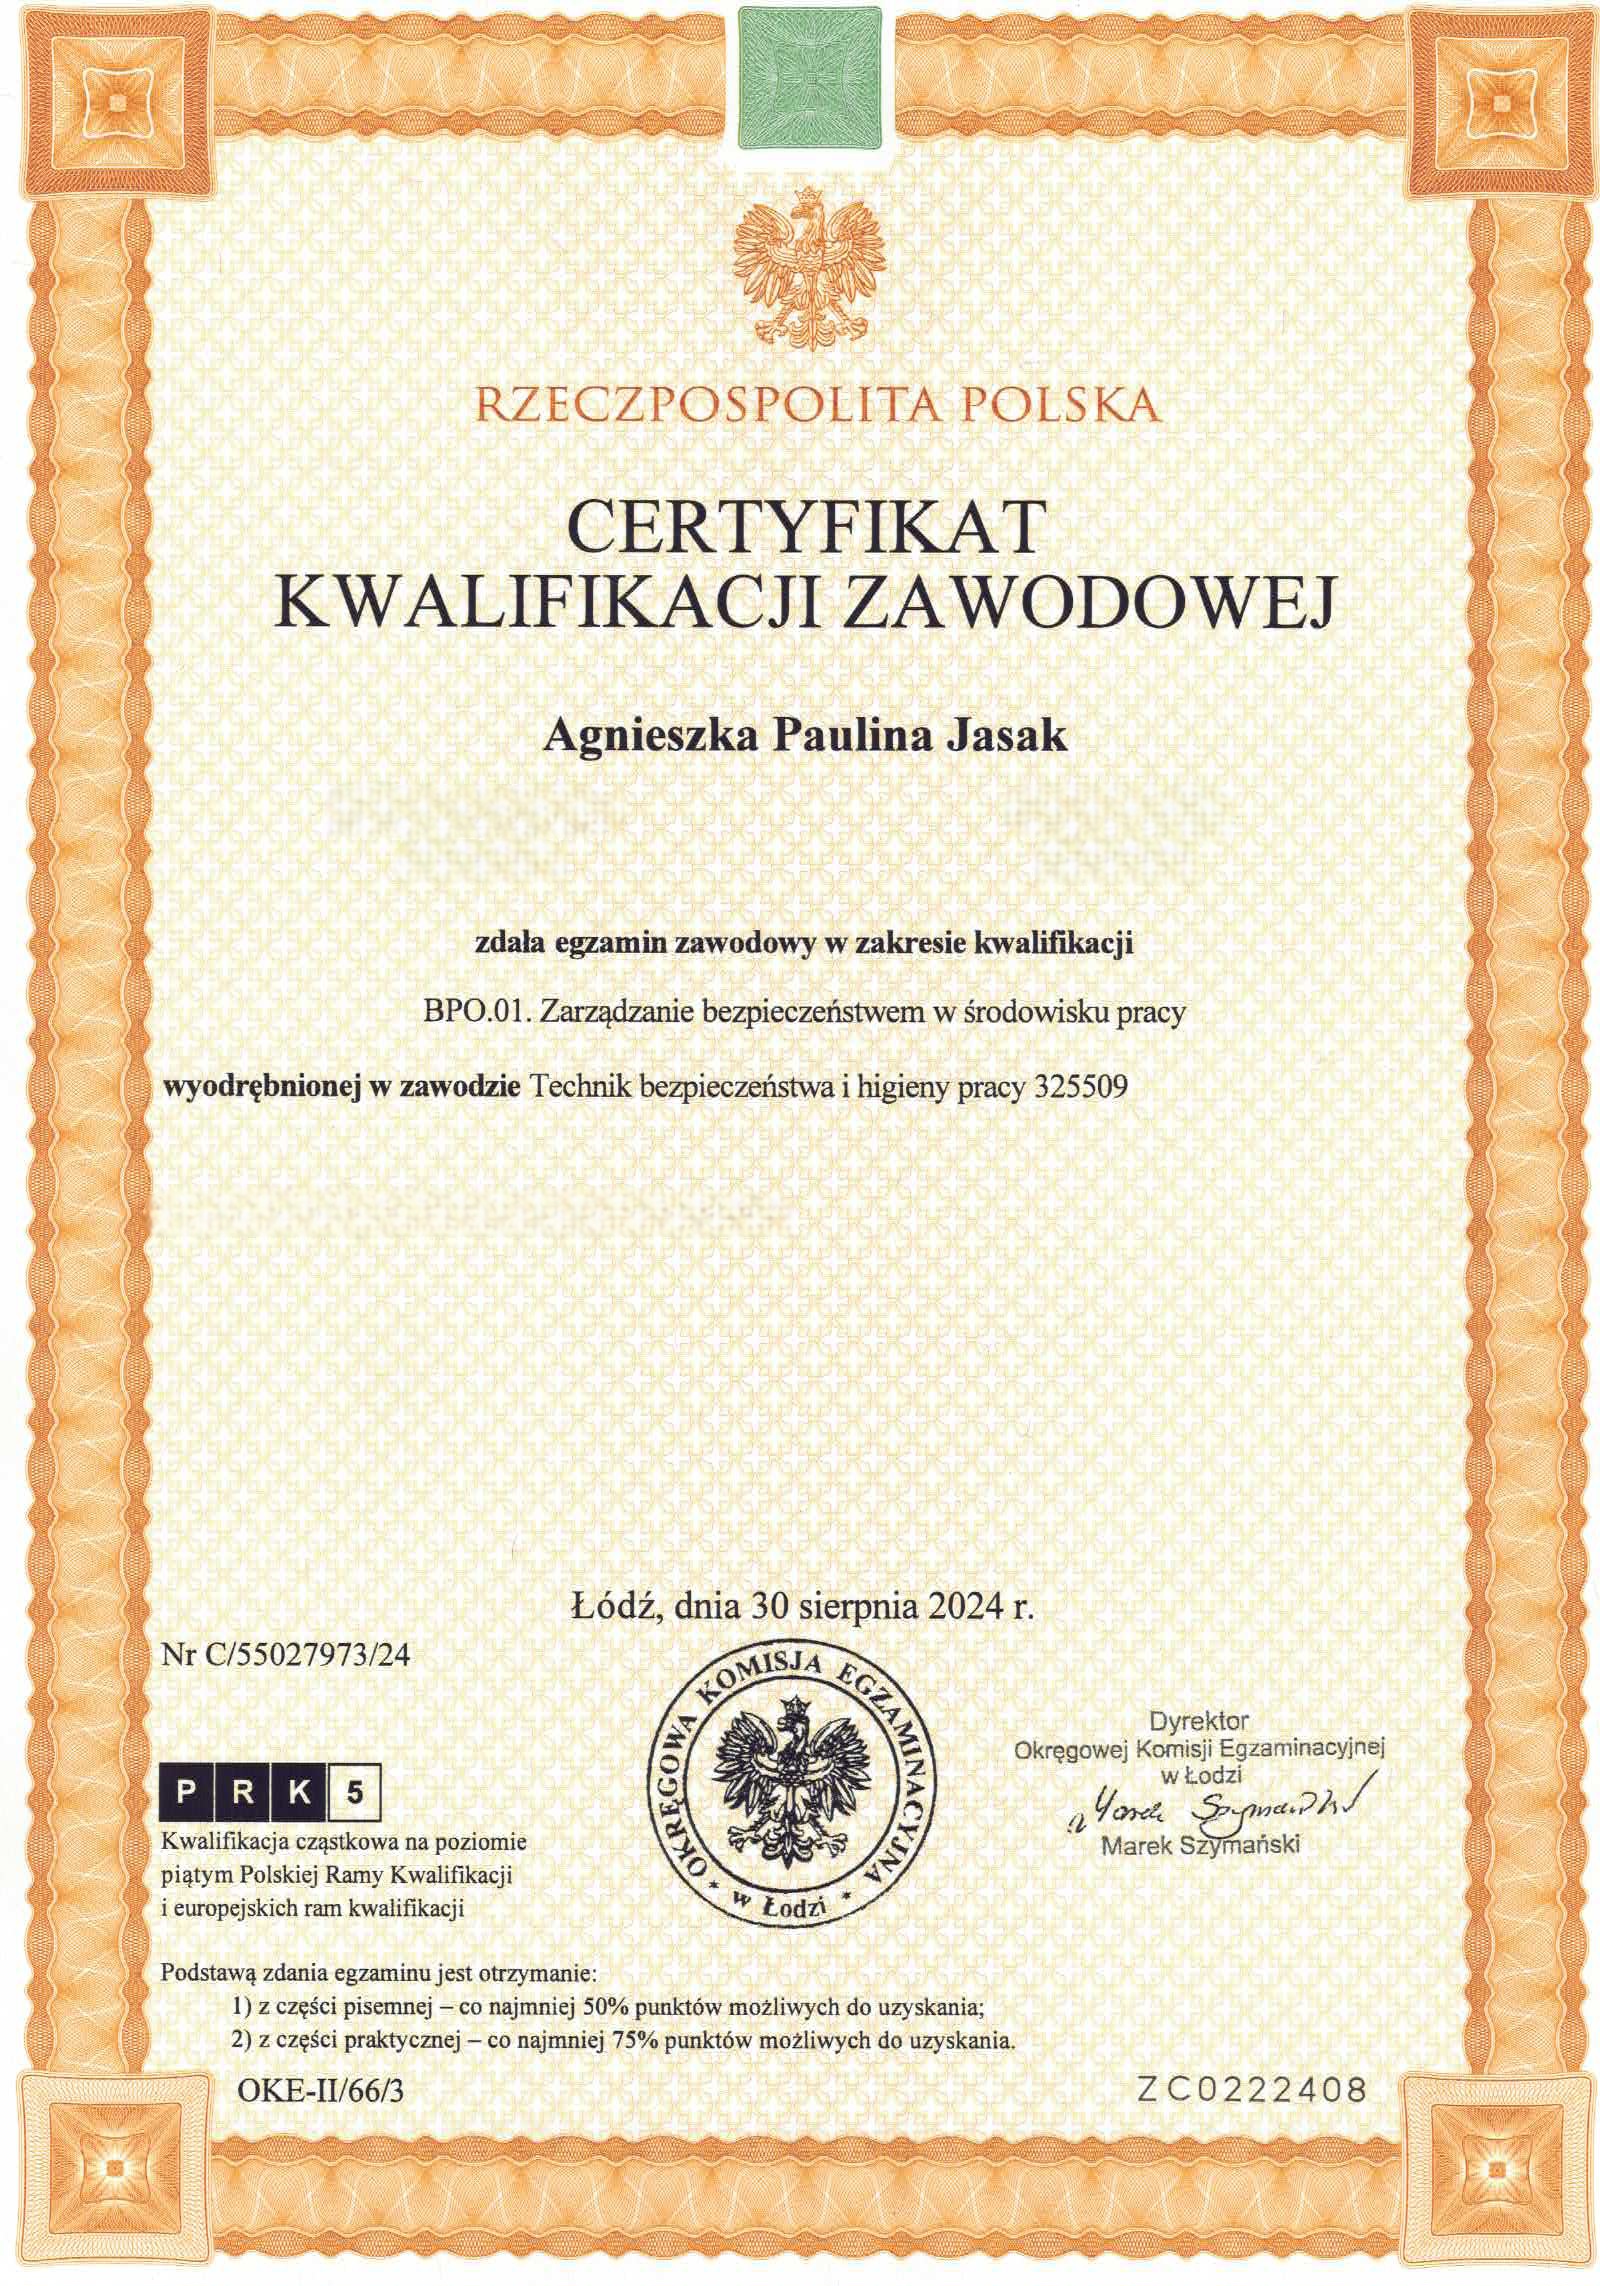 RZECZPOSPOLITA POLSKA
CERTYFIKAT
KWALIFIKACJI ZAWODOWEJ
Agnieszka Paulina Jasak
zdała egzamin zawodowy w zakresie kwalifikacji
BPO.01. Zarządzanie bezpieczeństwem w środowisku pracy
wyodrębnionej w zawodzie Technik bezpieczeństwa i higieny pracy 325509
Łódź, dnia 30 sierpnia 2024 r.
Nr C/55027973/24
OKRĘGOWA KOMISJA EGZAMINACYJNA
* w Łodzi *
Dyrektor
Okręgowej Komisji Egzaminacyjnej
w Łodzi
Marek Szymański
PRK5
Kwalifikacja cząstkowa na poziomie
piątym Polskiej Ramy Kwalifikacji
i europejskich ram kwalifikacji
Podstawą zdania egzaminu jest otrzymanie:
1) z części pisemnej – co najmniej 50% punktów możliwych do uzyskania;
2) z części praktycznej – co najmniej 75% punktów możliwych do uzyskania.
OKE-II/66/3
ZC0222408